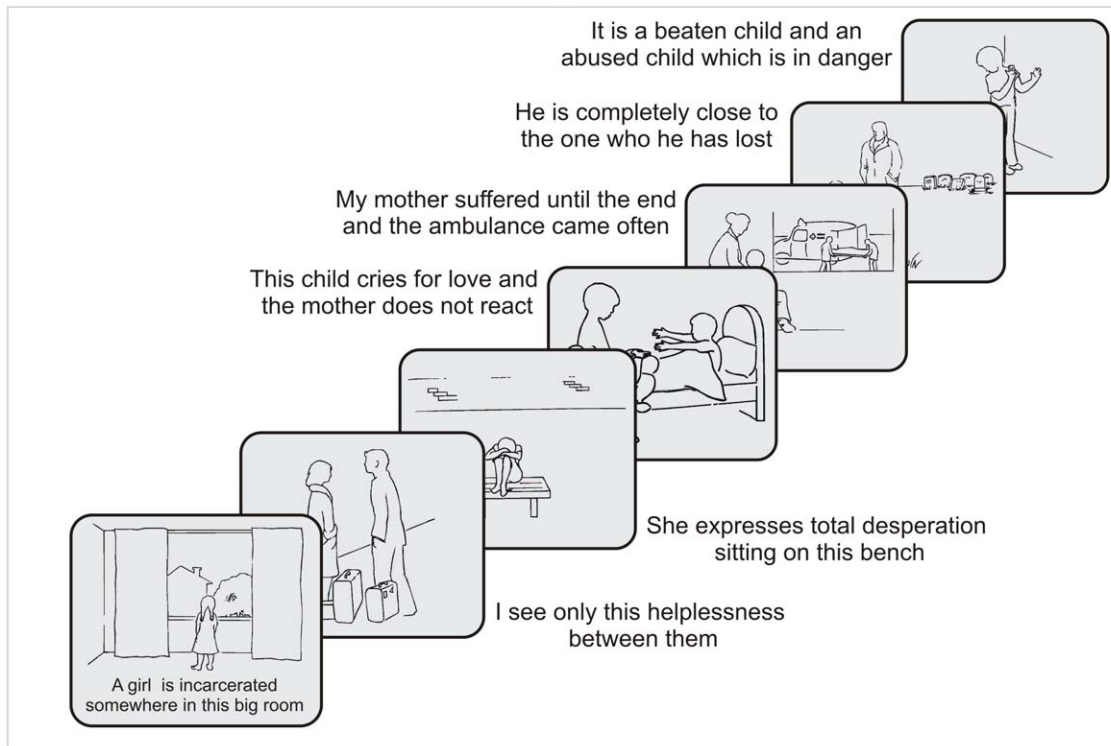 It is a beaten child and an
abused child which is in danger
He is completely close to
the one who he has lost
My mother suffered until the end
and the ambulance came often
This child cries for love and
the mother does not react
She expresses total desperation
sitting on this bench
I see only this helplessness
between them
A girl is incarcerated
somewhere in this big room